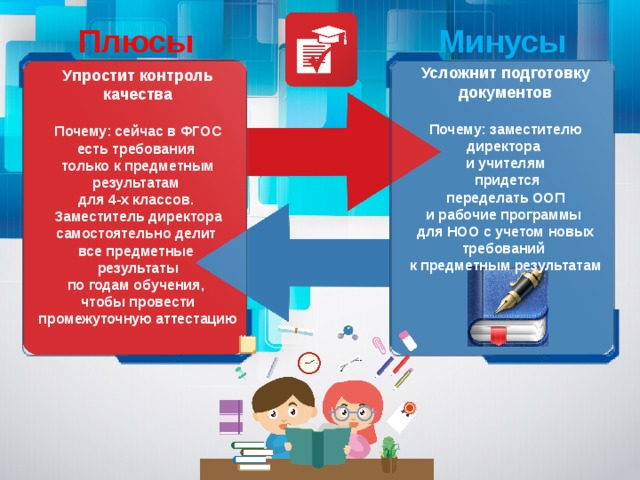 Плюсы
Упростит контроль
качества
Почему: сейчас в ФГОС
есть требования
только к предметным
результатам
для 4-х классов.
Заместитель директора
самостоятельно делит
все предметные
результаты
по годам обучения,
чтобы провести
промежуточную аттестацию
Минусы
Усложнит подготовку
документов
Почему: заместителю
директора
и учителям
придется
переделать ООП
и рабочие программы
для НОО с учетом новых
требований
к предметным результатам